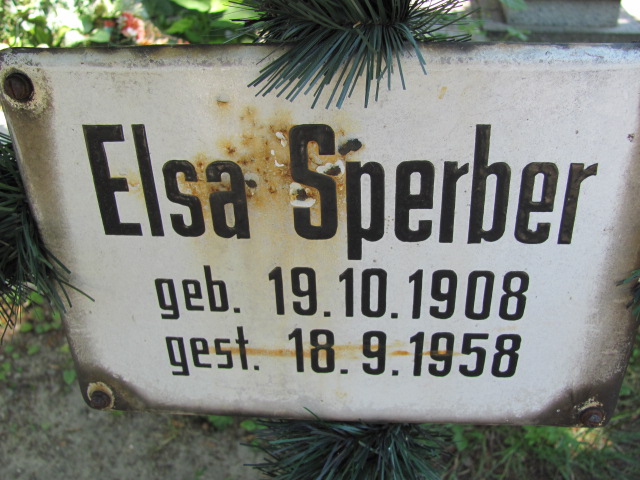 Elsa Sperber
geb. 19.10.1908
gest. 18.9.1958